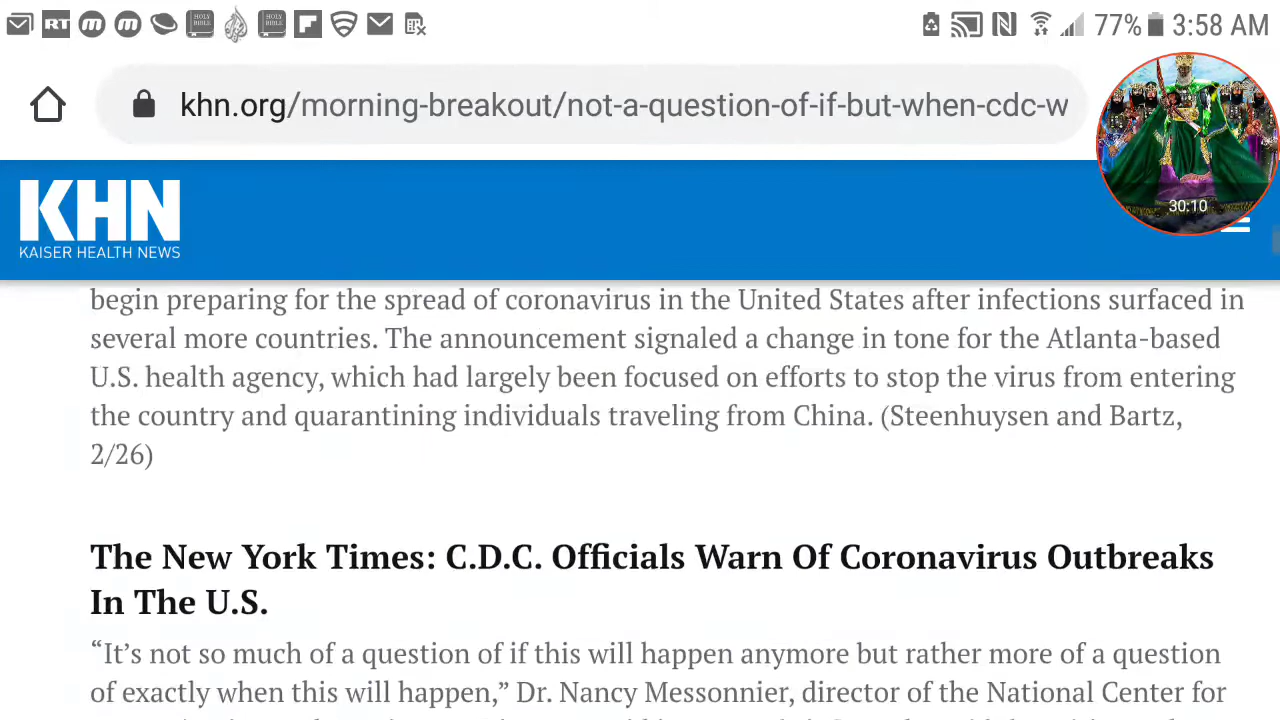 RT
HOLY BIBLE
HOLY BIBLE
77% 3:58 AM
khn.org/morning-breakout/not-a-question-of-if-but-when-cdc-w
30:10
KHN
KAISER HEALTH NEWS
begin preparing for the spread of coronavirus in the United States after infections surfaced in
several more countries. The announcement signaled a change in tone for the Atlanta-based
U.S. health agency, which had largely been focused on efforts to stop the virus from entering
the country and quarantining individuals traveling from China. (Steenhuysen and Bartz,
2/26)
The New York Times: C.D.C. Officials Warn Of Coronavirus Outbreaks
In The U.S.
“It’s not so much of a question of if this will happen anymore but rather more of a question
of exactly when this will happen,” Dr. Nancy Messonnier, director of the National Center for